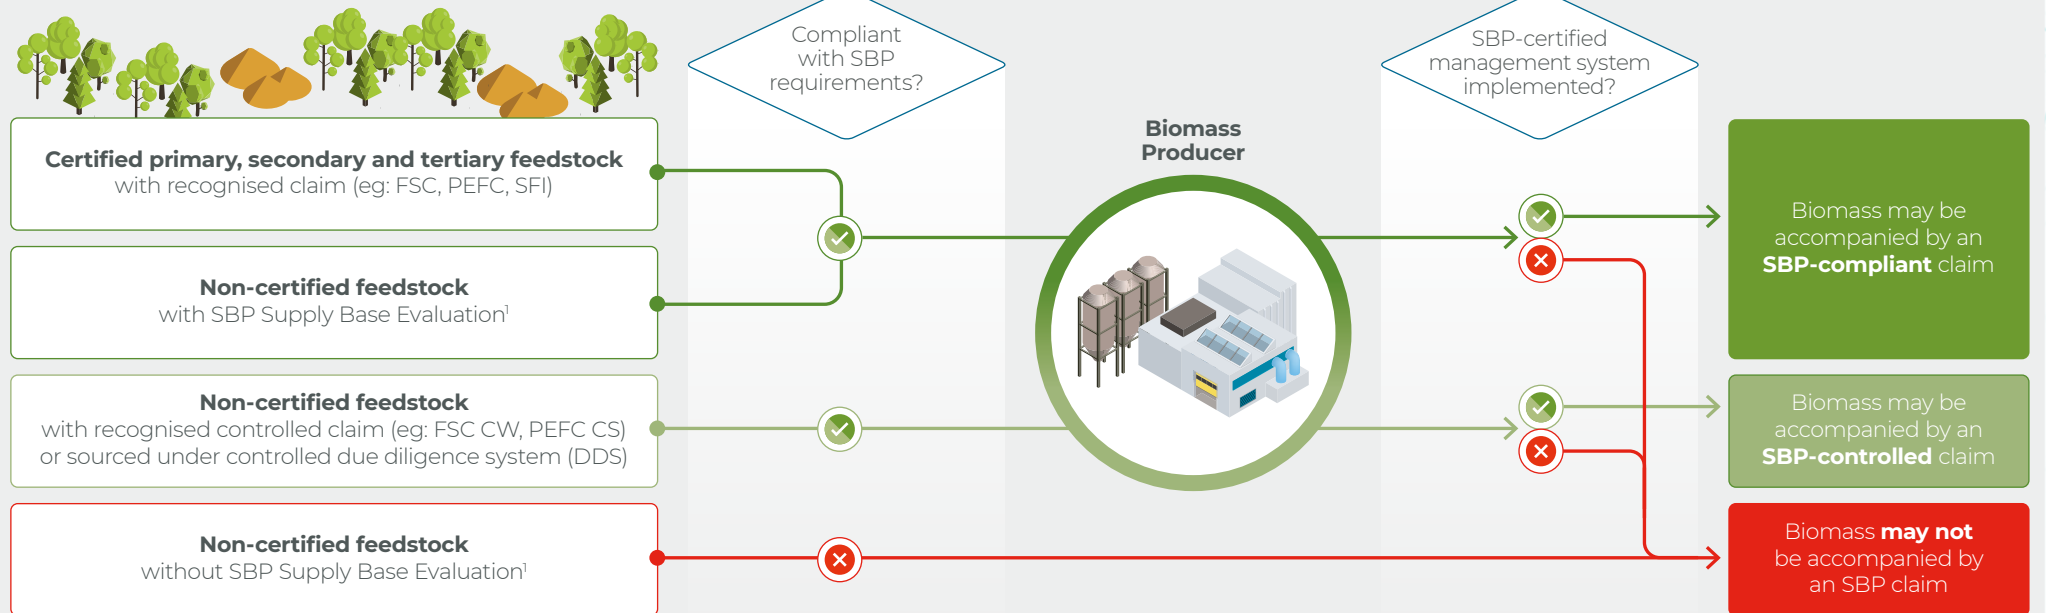 Compliant
with SBP
requirements?
SBP-certified
management system
implemented?
Biomass
Producer
Certified primary, secondary and tertiary feedstock
with recognised claim (eg: FSC, PEFC, SFI)
Non-certified feedstock
with SBP Supply Base Evaluation¹
Non-certified feedstock
with recognised controlled claim (eg: FSC CW, PEFC CS)
or sourced under controlled due diligence system (DDS)
Non-certified feedstock
without SBP Supply Base Evaluation¹
Biomass may be
accompanied by an
SBP-compliant claim
Biomass may be
accompanied by an
SBP-controlled claim
Biomass may not
be accompanied by
an SBP claim